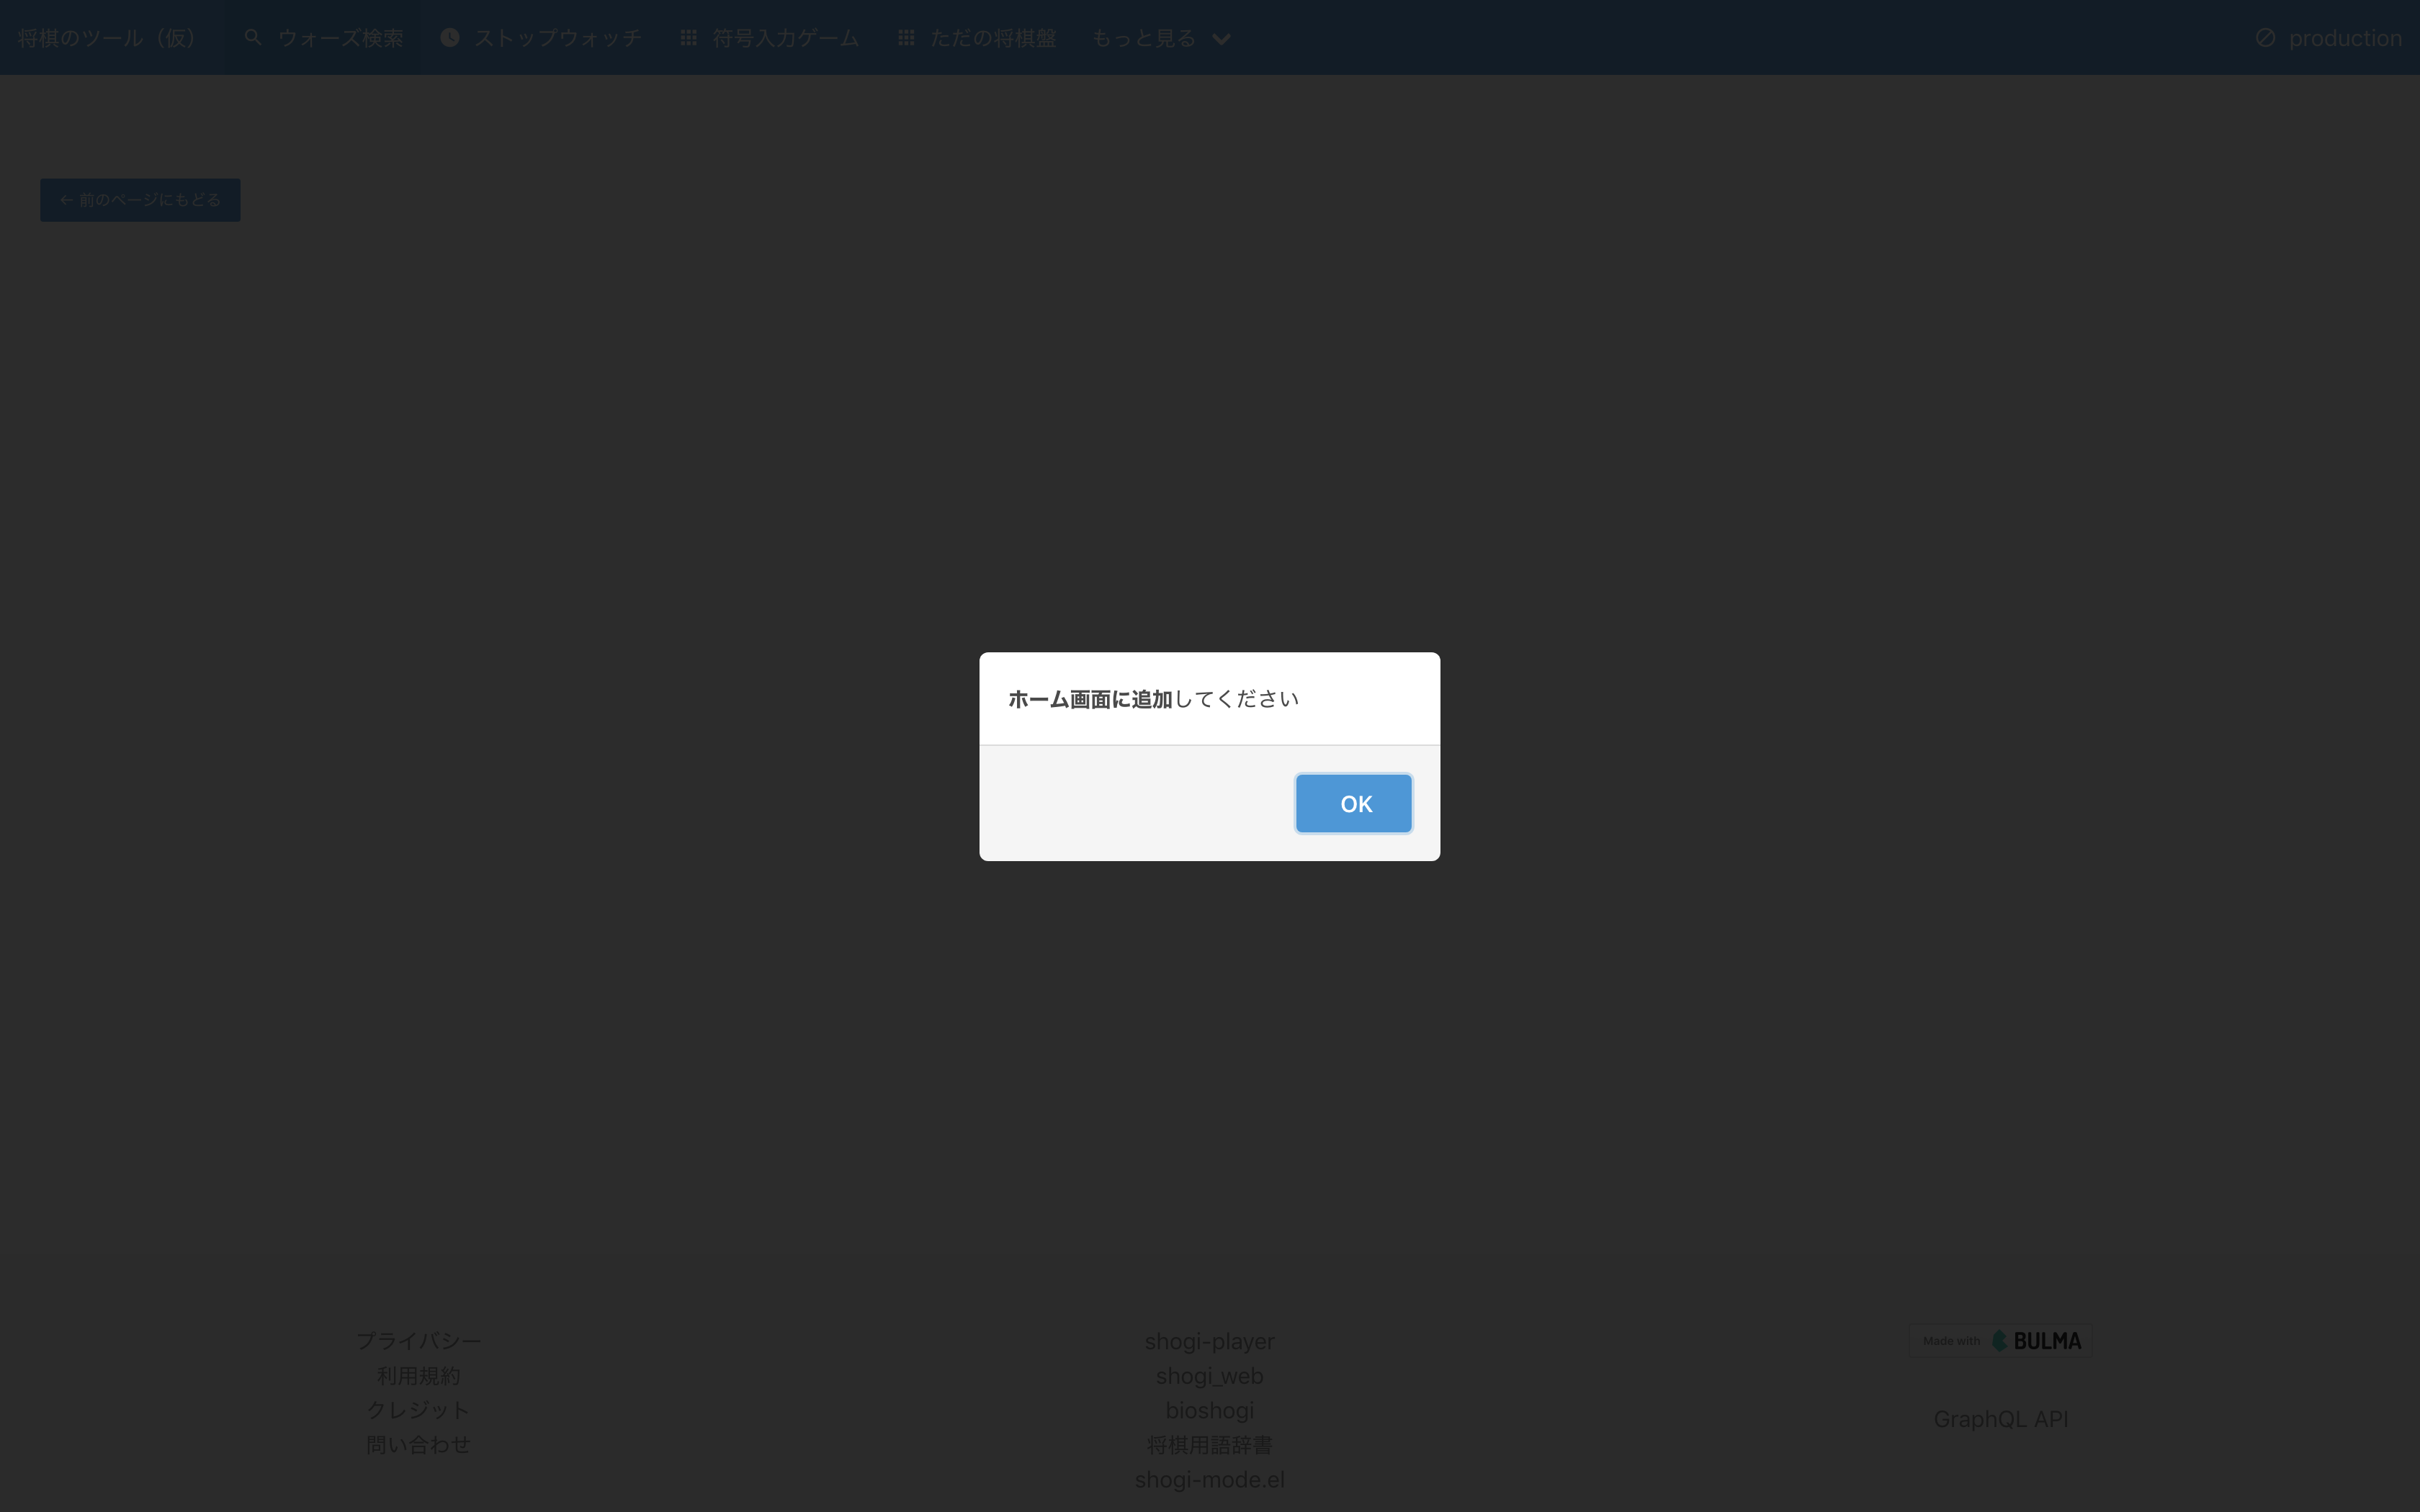 将棋のツール（仮） ウォーズ検索 ストップウォッチ 符号入力ゲーム ただの将棋盤 もっと見る production
← 前のページにもどる
ホーム画面に追加してください
OK
プライバシー
利用規約
クレジット
問い合わせ
shogi-player
shogi_web
bioshogi
将棋用語辞書
shogi-mode.el
Made with BULMA
GraphQL API